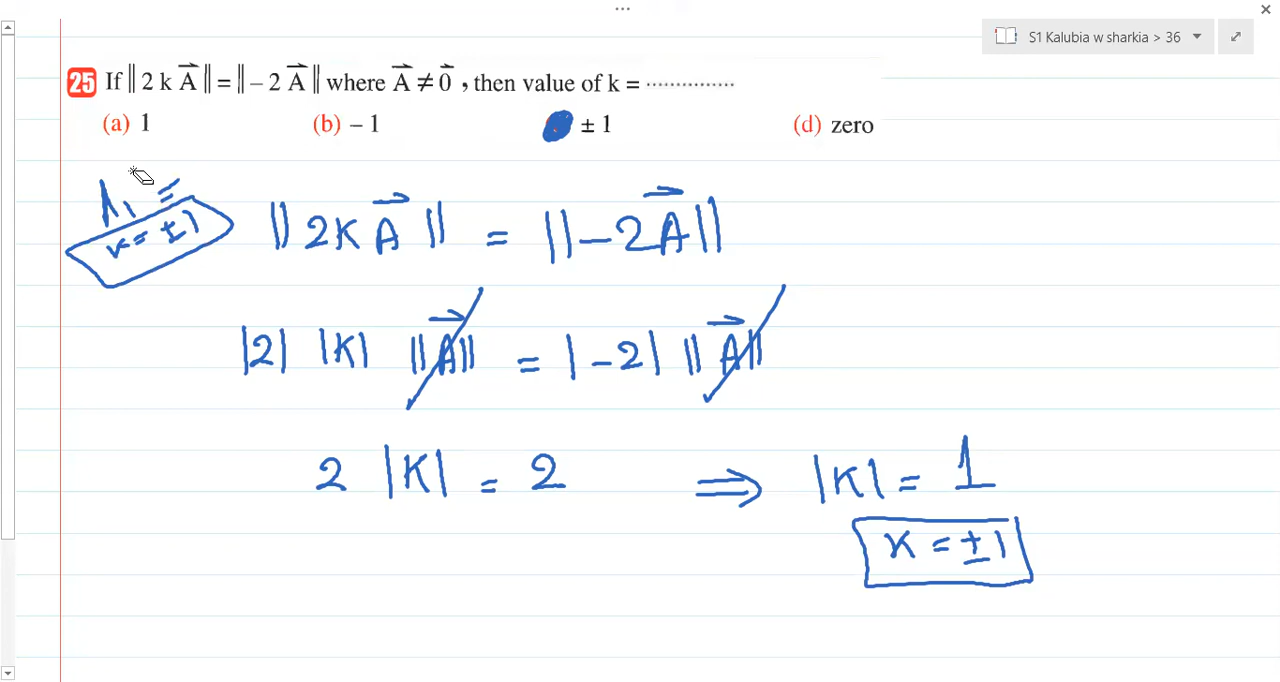 S1 Kalubia w sharkia > 36
25 If ‖ 2 k A⃗ ‖ = ‖ – 2 A⃗ ‖ where A⃗ ≠ 0⃗ , then value of k = ...............
(a) 1 (b) – 1 ± 1 (d) zero
K = ±1
‖ 2K A⃗ ‖ = ‖ –2 A⃗ ‖
|2| |K| ‖A⃗‖ = |–2| ‖A⃗‖
2 |K| = 2 ⇒ |K| = 1
K = ±1